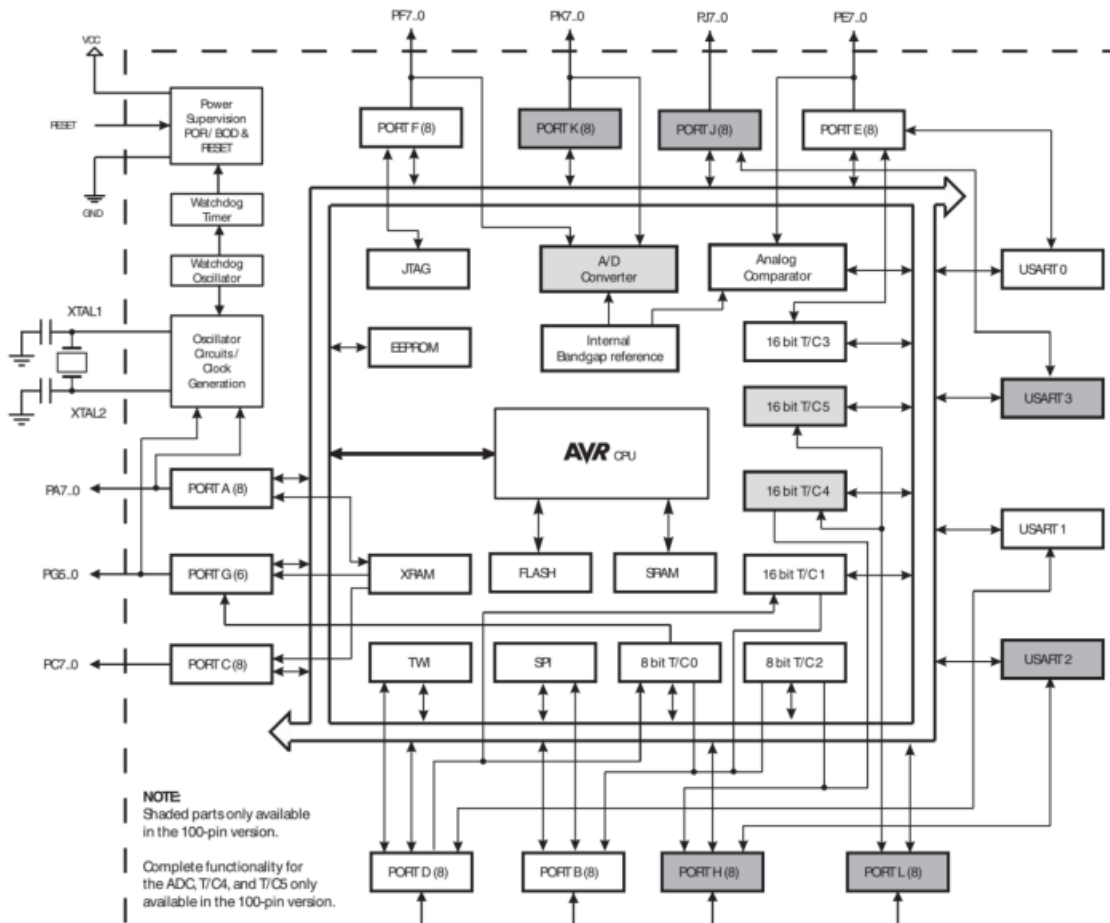 PF7..0
PK7..0
PJ7..0
PE7..0
VCC
RESET
GND
Power
Supervision
POR / BOD &
RESET
Watchdog
Timer
Watchdog
Oscillator
XTAL1
XTAL2
Oscillator
Circuits /
Clock
Generation
PORT F (8)
PORT K (8)
PORT J (8)
PORT E (8)
JTAG
A/D
Converter
Analog
Comparator
USART 0
EEPROM
Internal
Bandgap reference
16 bit T/C3
USART 3
16 bit T/C5
AVR CPU
PA7..0
PORT A (8)
16 bit T/C4
USART 1
PG5..0
PORT G (6)
XRAM
FLASH
SRAM
16 bit T/C1
PC7..0
PORT C (8)
TWI
SPI
8 bit T/C0
8 bit T/C2
USART 2
NOTE:
Shaded parts only available
in the 100-pin version.
Complete functionality for
the ADC, T/C4, and T/C5 only
available in the 100-pin version.
PORT D (8)
PORT B (8)
PORT H (8)
PORT L (8)